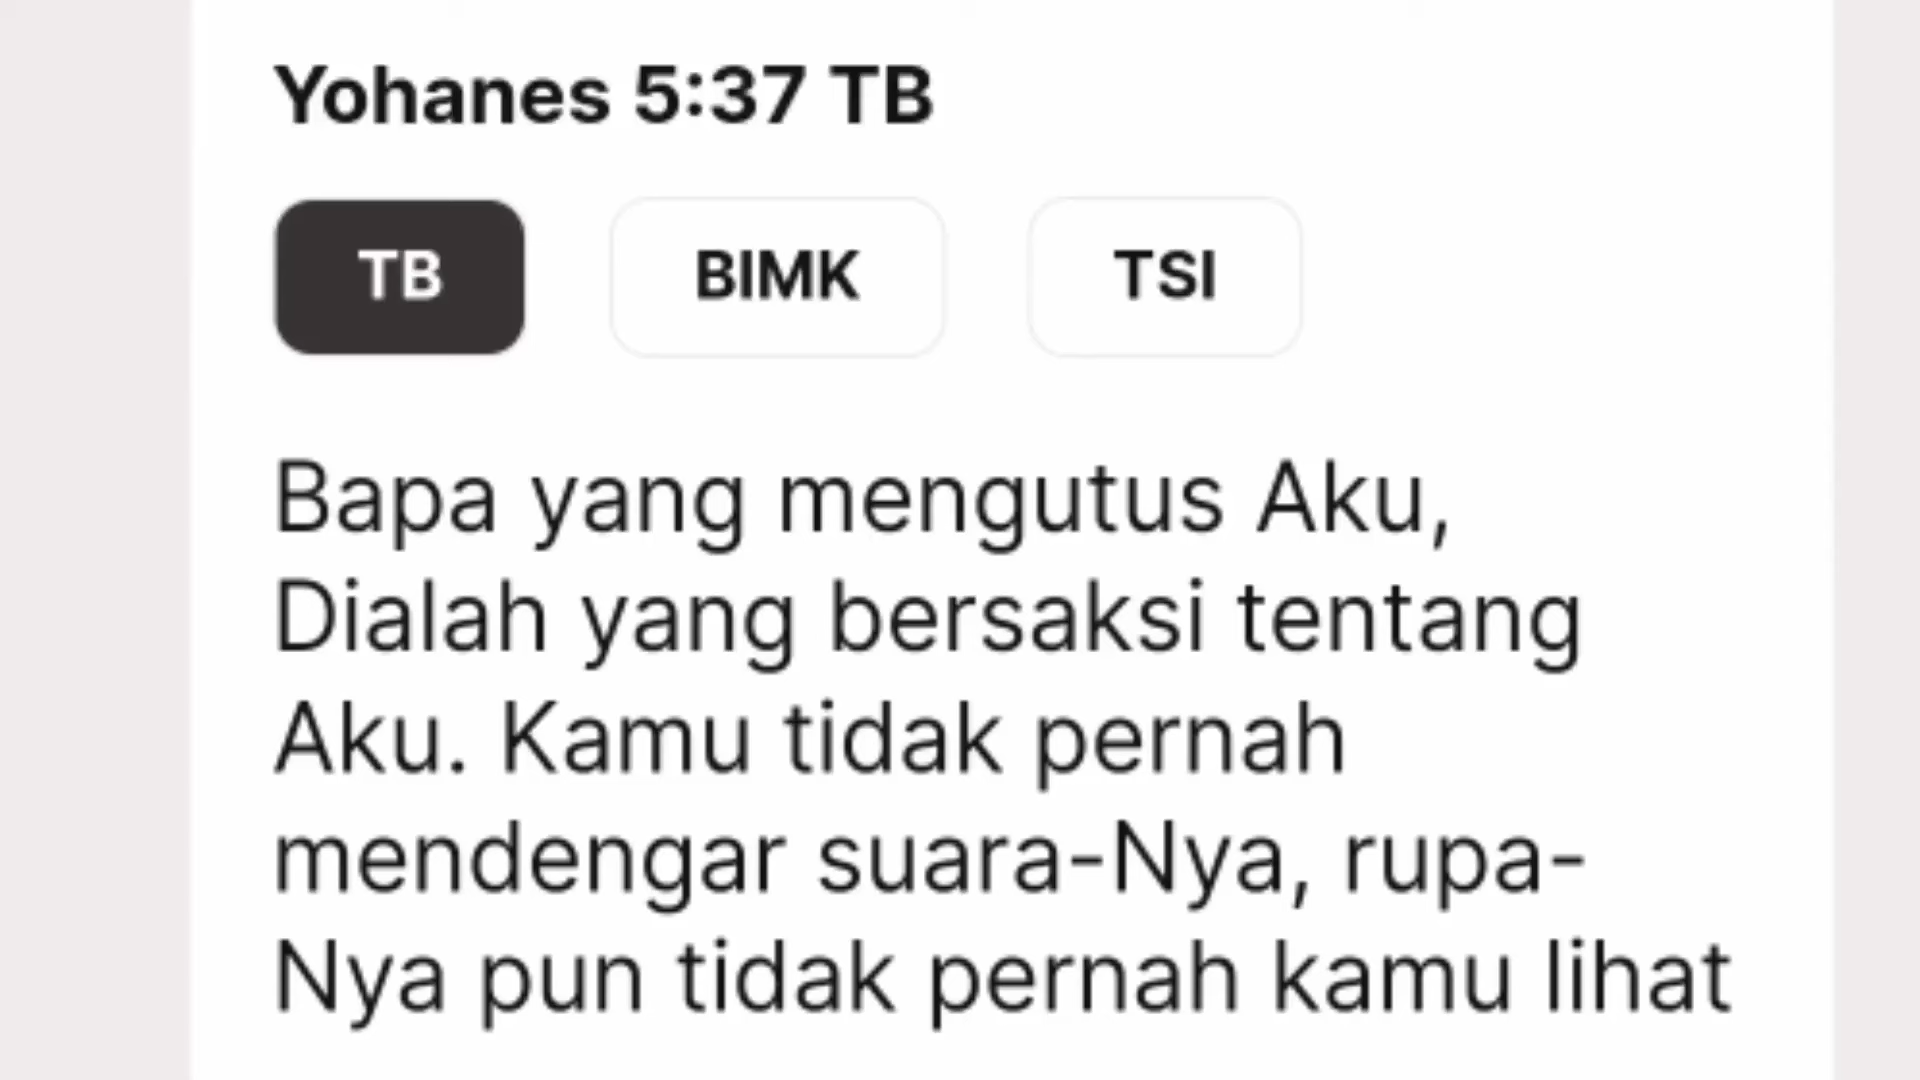 Yohanes 5:37 TB
TB BIMK TSI
Bapa yang mengutus Aku,
Dialah yang bersaksi tentang
Aku. Kamu tidak pernah
mendengar suara-Nya, rupa-
Nya pun tidak pernah kamu lihat